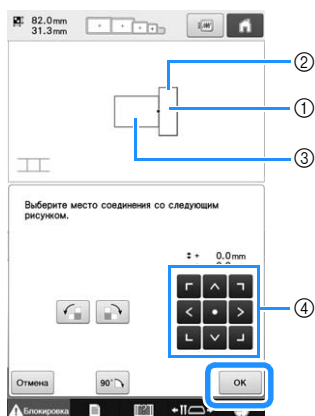 82.0mm
31.3mm
②
①
③
Выберите место соединения со следующим
рисунком.
+ 0.0mm
④
Отмена
90°
OK
Блокировка